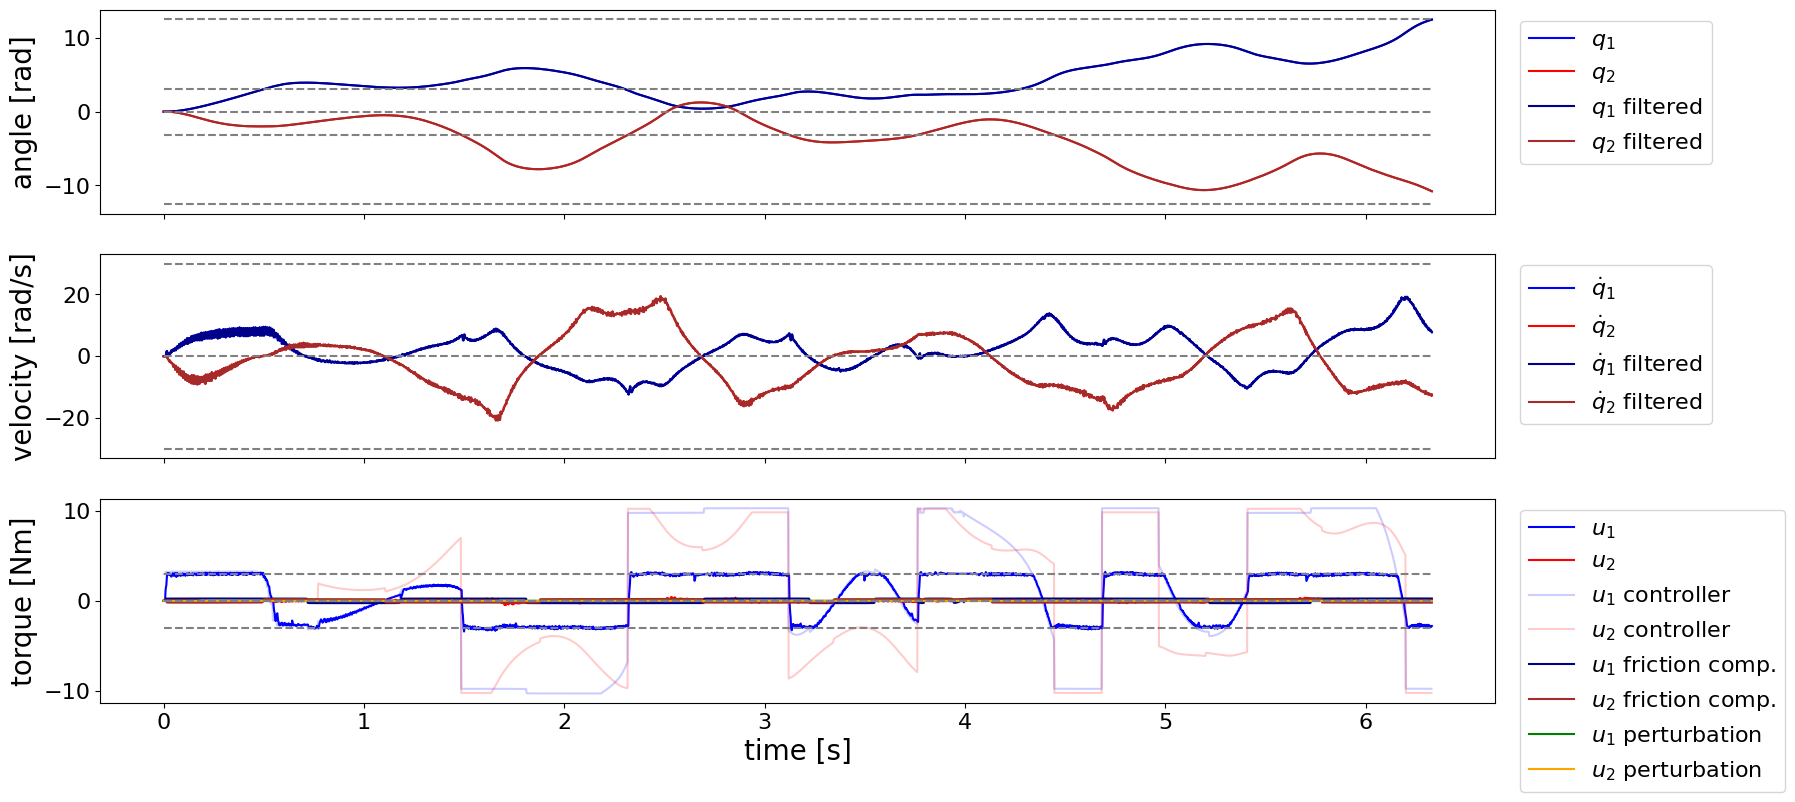 angle [rad]
10
0
−10
q₁
q₂
q₁ filtered
q₂ filtered
velocity [rad/s]
20
0
−20
q̇₁
q̇₂
q̇₁ filtered
q̇₂ filtered
torque [Nm]
10
0
−10
0 1 2 3 4 5 6
time [s]
u₁
u₂
u₁ controller
u₂ controller
u₁ friction comp.
u₂ friction comp.
u₁ perturbation
u₂ perturbation